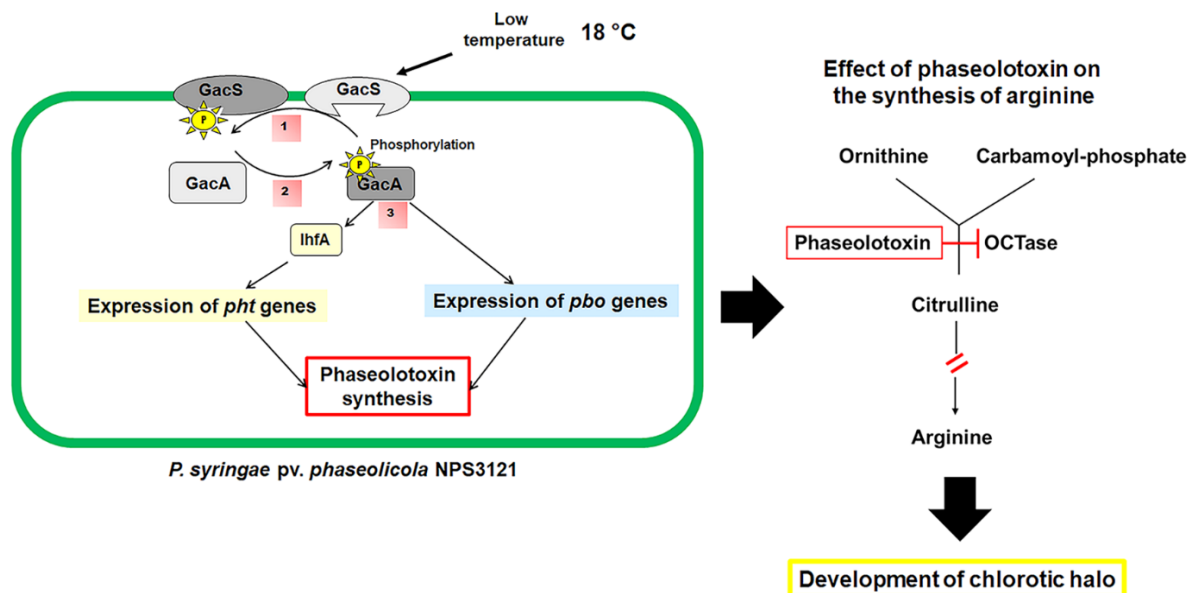 Low
temperature 18 °C
GacS
GacS
P
1
Phosphorylation
P
GacA
2
GacA
3
IhfA
Expression of pht genes
Expression of pbo genes
Phaseolotoxin
synthesis
P. syringae pv. phaseolicola NPS3121
Effect of phaseolotoxin on
the synthesis of arginine
Ornithine
Carbamoyl-phosphate
Phaseolotoxin
OCTase
Citrulline
Arginine
Development of chlorotic halo